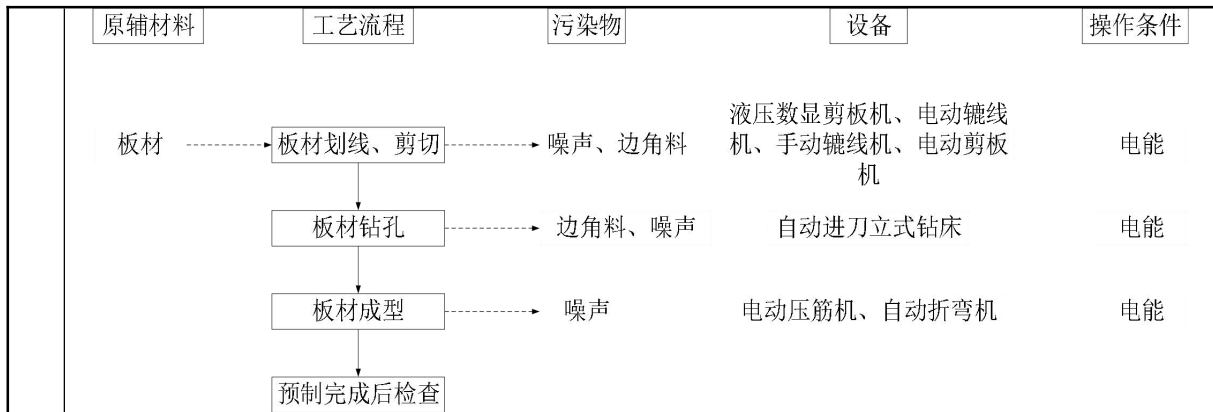 原辅材料 工艺流程 污染物 设备 操作条件
板材 板材划线、剪切 噪声、边角料 液压数显剪板机、电动辘线
机、手动辘线机、电动剪板
机 电能
板材钻孔 边角料、噪声 自动进刀立式钻床 电能
板材成型 噪声 电动压筋机、自动折弯机 电能
预制完成后检查